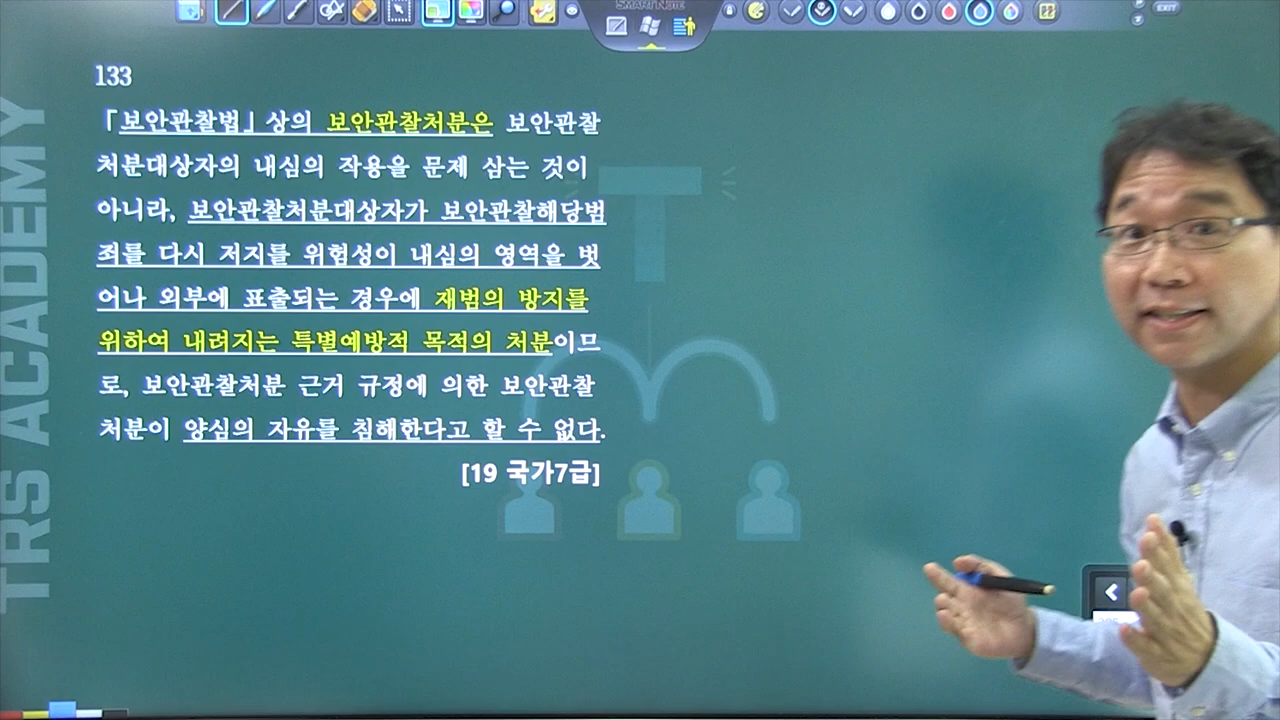 SMART NOTE
EXIT
133
「보안관찰법」상의 보안관찰처분은 보안관찰
처분대상자의 내심의 작용을 문제 삼는 것이
아니라, 보안관찰처분대상자가 보안관찰해당범
죄를 다시 저지를 위험성이 내심의 영역을 벗
어나 외부에 표출되는 경우에 재범의 방지를
위하여 내려지는 특별예방적 목적의 처분이므
로, 보안관찰처분 근거 규정에 의한 보안관찰
처분이 양심의 자유를 침해한다고 할 수 없다.
[19 국가7급]
TRS ACADEMY